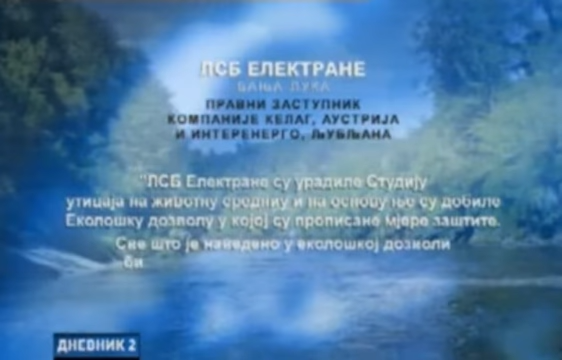 ЛСБ ЕЛЕКТРАНЕ
БАЊА ЛУКА
ПРАВНИ ЗАСТУПНИК
КОМПАНИЈЕ КЕЛАГ, АУСТРИЈА
И ИНТЕРЕНЕРГО, ЉУБЉАНА
"ЛСБ Електране су урадиле Студију
утицаја на животну средину и на основу ње су добиле
Еколошку дозволу у којој су прописане мјере заштите.
Све што је наведено у еколошкој дозволи
би
ДНЕВНИК 2